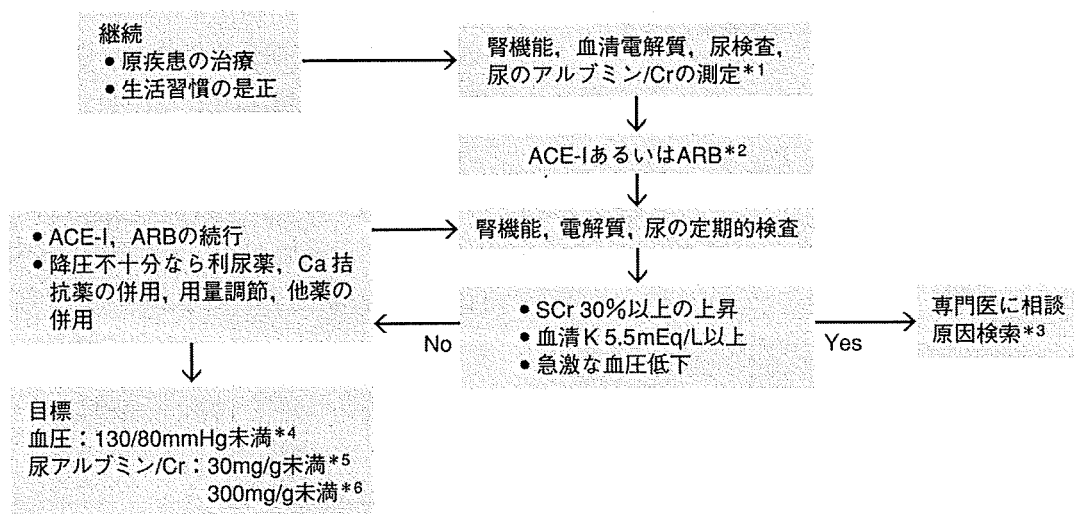 継続
• 原疾患の治療
• 生活習慣の是正
腎機能，血清電解質，尿検査，
尿のアルブミン/Crの測定*1
ACE-IあるいはARB*2
腎機能，電解質，尿の定期的検査
• ACE-I，ARBの続行
• 降圧不十分なら利尿薬，Ca拮
抗薬の併用，用量調節，他薬の
併用
• SCr 30%以上の上昇
• 血清K 5.5mEq/L以上
• 急激な血圧低下
No
Yes
専門医に相談
原因検索*3
目標
血圧：130/80mmHg未満*4
尿アルブミン/Cr：30mg/g未満*5
300mg/g未満*6